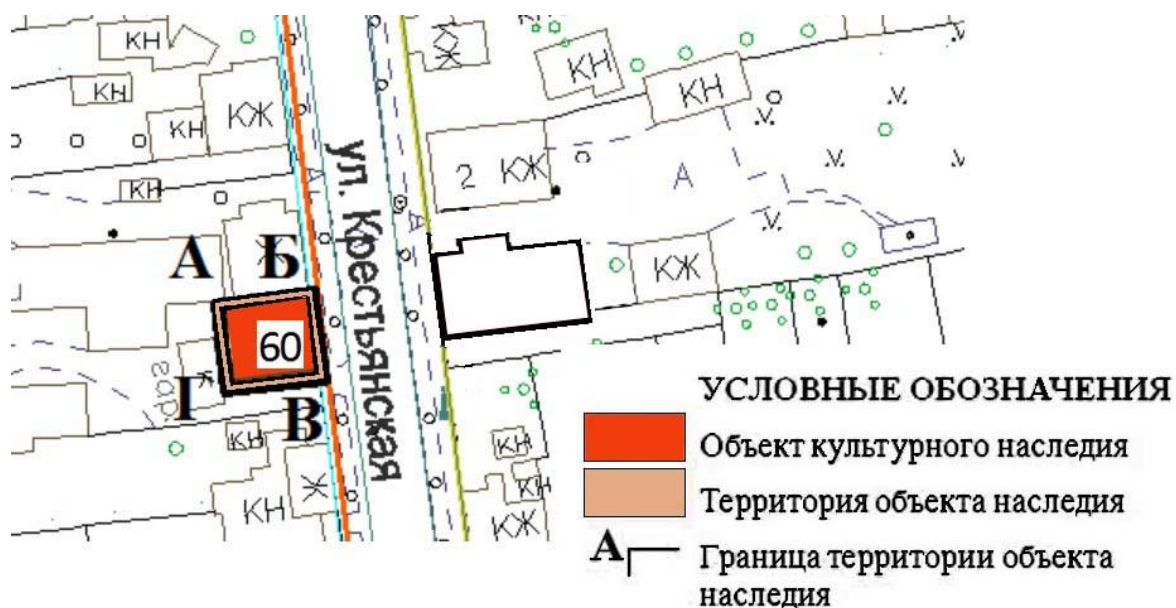 КН
КЖ
КН
КН
КЖ
КН
КН
КН
2 КЖ
А
А
КН
Ж
А Б
КЖ
ул. Крестьянская
60
Г
В
КН
Ж
КН
КН
КН
КЖ
УСЛОВНЫЕ ОБОЗНАЧЕНИЯ
Объект культурного наследия
Территория объекта наследия
А Граница территории объекта
наследия